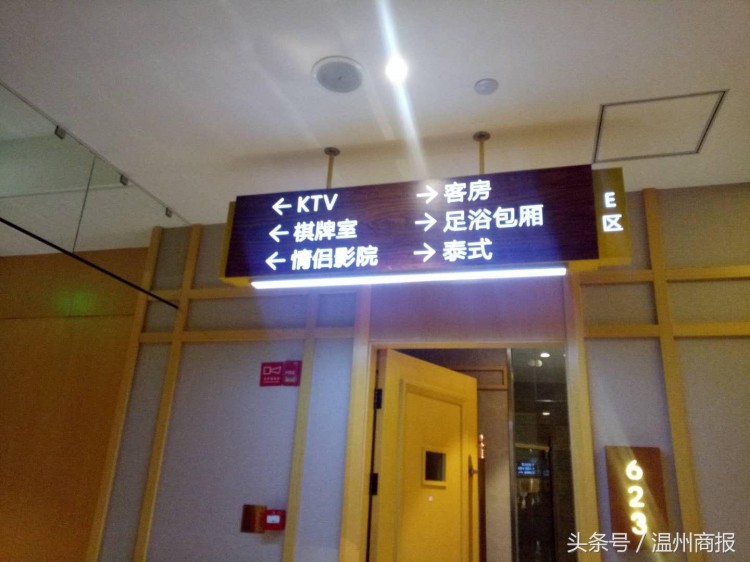 ← KTV
← 棋牌室
← 情侣影院
→ 客房
→ 足浴包厢
→ 泰式
E
区
623
头条号 / 温州商报